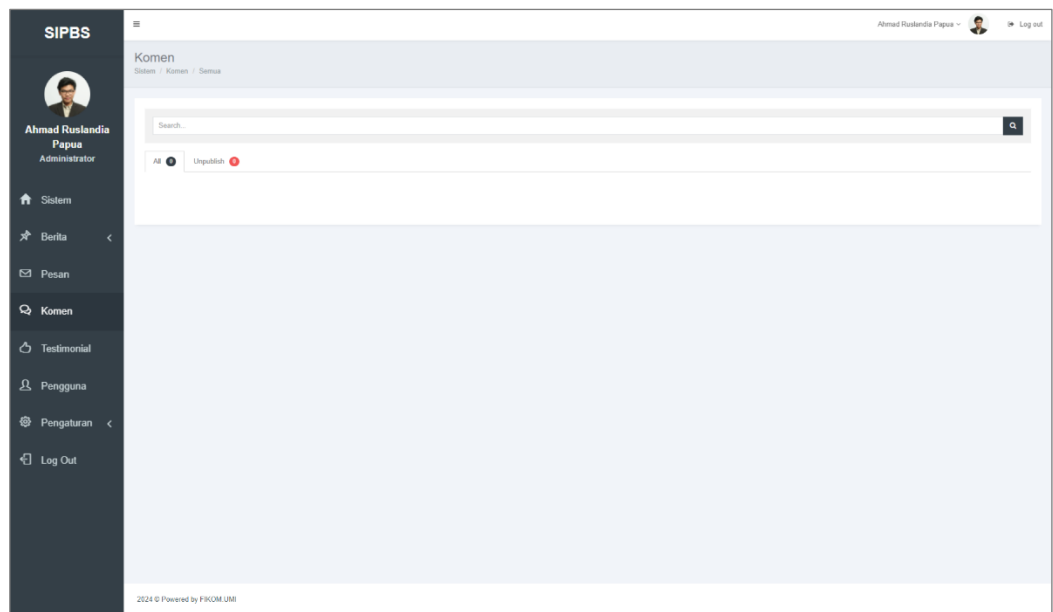 SIPBS
Ahmad Ruslandia Papua
Log out
Komen
Sistem / Komen / Semua
Ahmad Ruslandia
Papua
Administrator
Search...
All 0
Unpublish 0
Sistem
Berita
Pesan
Komen
Testimonial
Pengguna
Pengaturan
Log Out
2024 © Powered by FIKOM.UMI